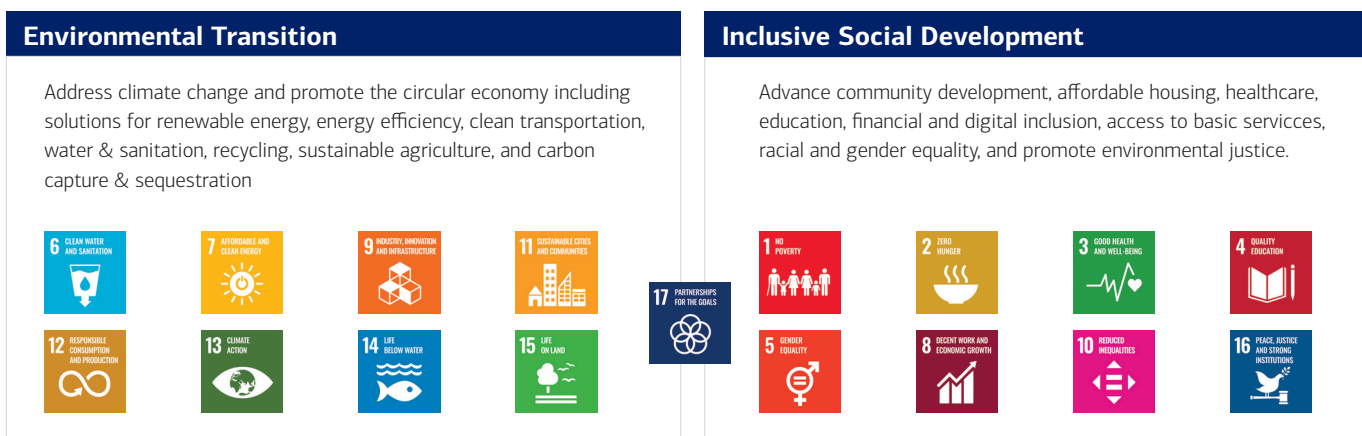 Environmental Transition
Address climate change and promote the circular economy including
solutions for renewable energy, energy efficiency, clean transportation,
water & sanitation, recycling, sustainable agriculture, and carbon
capture & sequestration
6 CLEAN WATER
AND SANITATION
7 AFFORDABLE AND
CLEAN ENERGY
9 INDUSTRY, INNOVATION
AND INFRASTRUCTURE
11 SUSTAINABLE CITIES
AND COMMUNITIES
12 RESPONSIBLE
CONSUMPTION
AND PRODUCTION
13 CLIMATE
ACTION
14 LIFE
BELOW WATER
15 LIFE
ON LAND
17 PARTNERSHIPS
FOR THE GOALS
Inclusive Social Development
Advance community development, affordable housing, healthcare,
education, financial and digital inclusion, access to basic servicces,
racial and gender equality, and promote environmental justice.
1 NO
POVERTY
2 ZERO
HUNGER
3 GOOD HEALTH
AND WELL-BEING
4 QUALITY
EDUCATION
5 GENDER
EQUALITY
8 DECENT WORK AND
ECONOMIC GROWTH
10 REDUCED
INEQUALITIES
16 PEACE, JUSTICE
AND STRONG
INSTITUTIONS